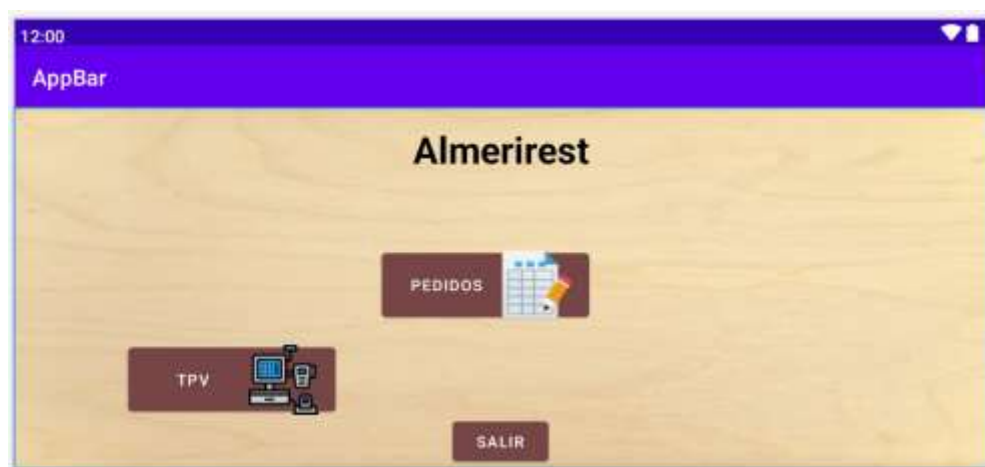 12:00
AppBar
Almerirest
PEDIDOS
TPV
SALIR